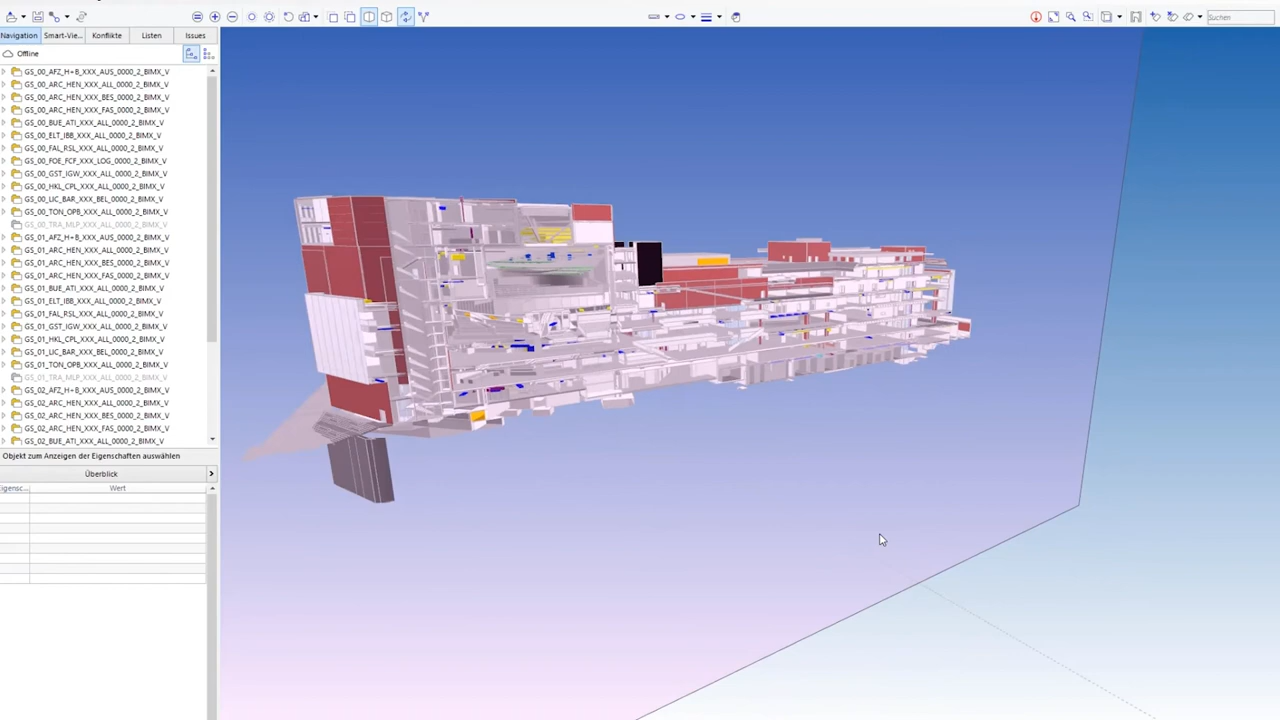 Suchen
Navigation Smart-Vie... Konflikte Listen Issues
Offline
GS_00_AFZ_H+B_XXX_AUS_0000_2_BIMX_V
GS_00_ARC_HEN_XXX_ALL_0000_2_BIMX_V
GS_00_ARC_HEN_XXX_BES_0000_2_BIMX_V
GS_00_ARC_HEN_XXX_FAS_0000_2_BIMX_V
GS_00_BUE_ATI_XXX_ALL_0000_2_BIMX_V
GS_00_ELT_IBB_XXX_ALL_0000_2_BIMX_V
GS_00_FAL_RSL_XXX_ALL_0000_2_BIMX_V
GS_00_FOE_FCF_XXX_LOG_0000_2_BIMX_V
GS_00_GST_IGW_XXX_ALL_0000_2_BIMX_V
GS_00_HKL_CPL_XXX_ALL_0000_2_BIMX_V
GS_00_LIC_BAR_XXX_BEL_0000_2_BIMX_V
GS_00_TON_OPB_XXX_ALL_0000_2_BIMX_V
GS_00_TRA_MLP_XXX_ALL_0000_2_BIMX_V
GS_01_AFZ_H+B_XXX_AUS_0000_2_BIMX_V
GS_01_ARC_HEN_XXX_ALL_0000_2_BIMX_V
GS_01_ARC_HEN_XXX_BES_0000_2_BIMX_V
GS_01_ARC_HEN_XXX_FAS_0000_2_BIMX_V
GS_01_BUE_ATI_XXX_ALL_0000_2_BIMX_V
GS_01_ELT_IBB_XXX_ALL_0000_2_BIMX_V
GS_01_FAL_RSL_XXX_ALL_0000_2_BIMX_V
GS_01_GST_IGW_XXX_ALL_0000_2_BIMX_V
GS_01_HKL_CPL_XXX_ALL_0000_2_BIMX_V
GS_01_LIC_BAR_XXX_BEL_0000_2_BIMX_V
GS_01_TON_OPB_XXX_ALL_0000_2_BIMX_V
GS_01_TRA_MLP_XXX_ALL_0000_2_BIMX_V
GS_02_AFZ_H+B_XXX_AUS_0000_2_BIMX_V
GS_02_ARC_HEN_XXX_ALL_0000_2_BIMX_V
GS_02_ARC_HEN_XXX_BES_0000_2_BIMX_V
GS_02_ARC_HEN_XXX_FAS_0000_2_BIMX_V
GS_02_BUE_ATI_XXX_ALL_0000_2_BIMX_V
Objekt zum Anzeigen der Eigenschaften auswählen
Überblick
Eigensc... Wert